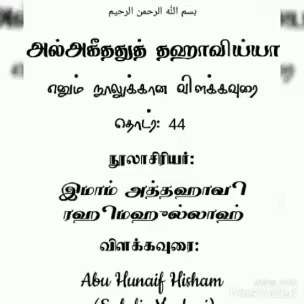 بسم الله الرحمن الرحيم
அல்அகீததுத் தஹாவிய்யா
எனும் நூலுக்கான விளக்கவுரை
தொடர்: 44
நூலாசிரியர்:
இமாம் அத்தஹாவி
ரஹிமஹுல்லாஹ்
விளக்கவுரை:
Abu Hunaif Hisham